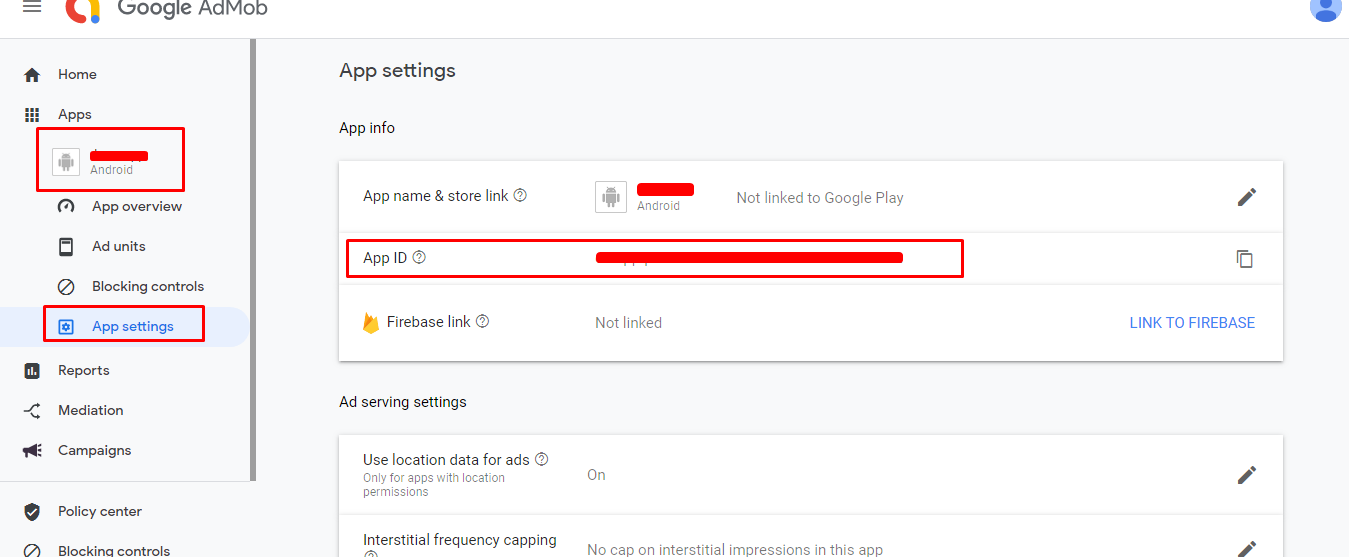 Google AdMob
Home
Apps
Android
App overview
Ad units
Blocking controls
App settings
Reports
Mediation
Campaigns
Policy center
Blocking controls
App settings
App info
App name & store link
Android
Not linked to Google Play
App ID
Firebase link
Not linked
LINK TO FIREBASE
Ad serving settings
Use location data for ads
On
Only for apps with location
permissions
Interstitial frequency capping
No cap on interstitial impressions in this app